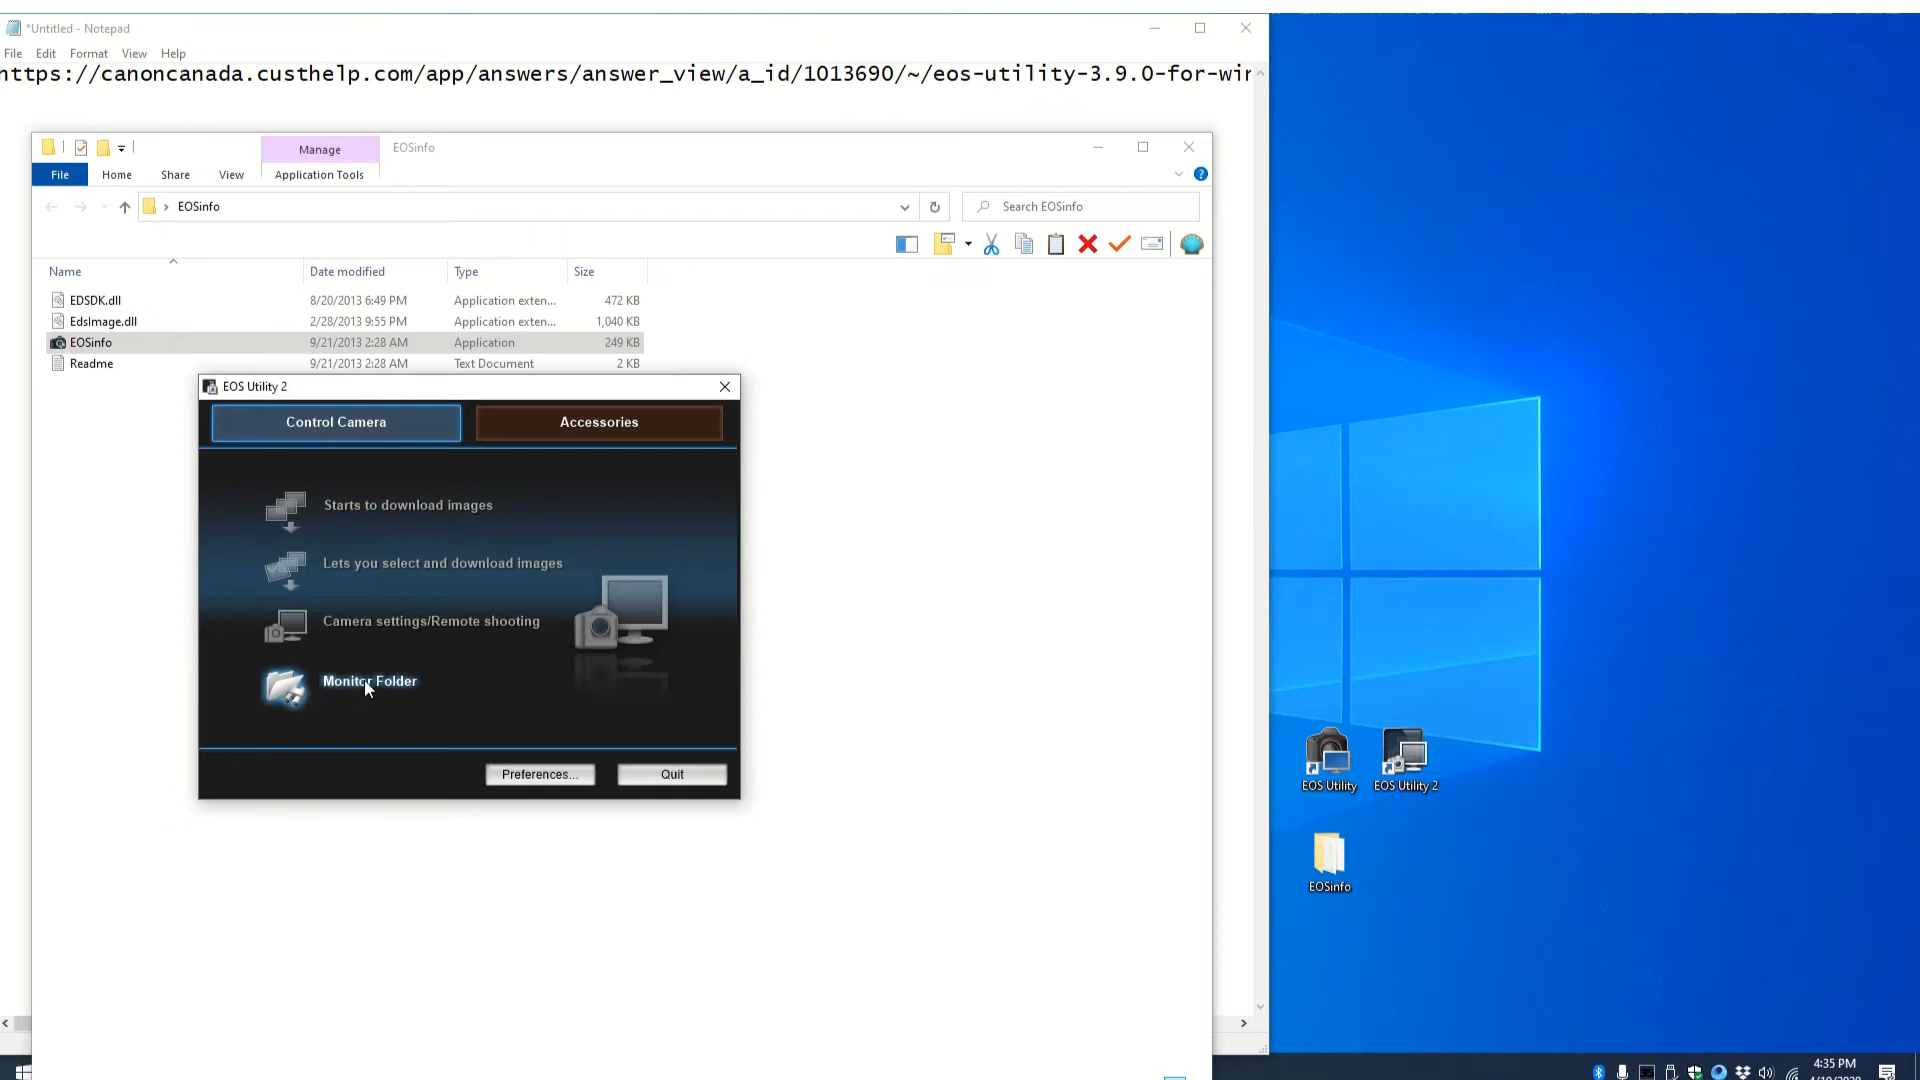 *Untitled - Notepad
File Edit Format View Help
https://canoncanada.custhelp.com/app/answers/answer_view/a_id/1013690/~/eos-utility-3.9.0-for-wir
Manage EOSinfo
File Home Share View Application Tools
EOSinfo Search EOSinfo
Name Date modified Type Size
EDSDK.dll 8/20/2013 6:49 PM Application exten... 472 KB
EdsImage.dll 2/28/2013 9:55 PM Application exten... 1,040 KB
EOSinfo 9/21/2013 2:28 AM Application 249 KB
Readme 9/21/2013 2:28 AM Text Document 2 KB
EOS Utility 2
Control Camera Accessories
Starts to download images
Lets you select and download images
Camera settings/Remote shooting
Monitor Folder
Preferences... Quit
EOS Utility EOS Utility 2
EOSinfo
4:35 PM